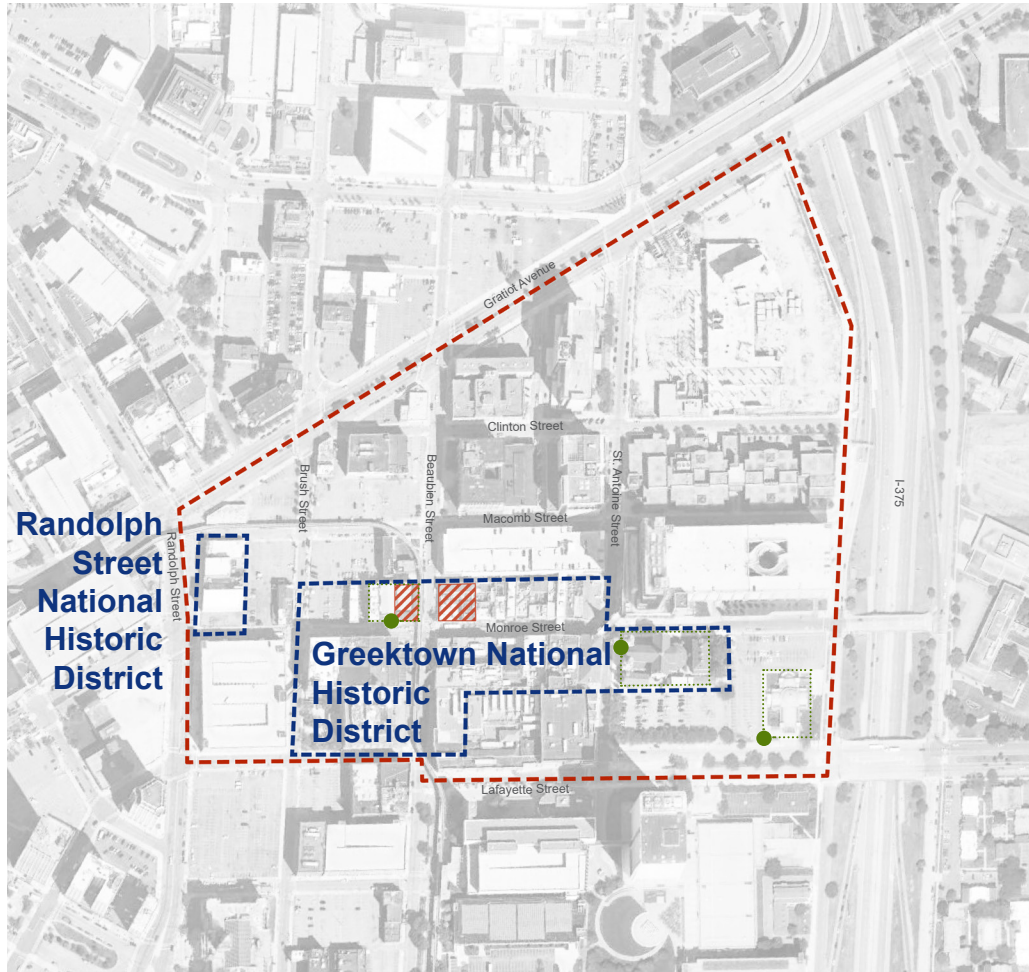 Gratiot Avenue
Clinton Street
Brush Street
Beaubien Street
St. Antoine Street
I-375
Macomb Street
Randolph
Street
National
Historic
District
Randolph Street
Monroe Street
Greektown National
Historic
District
Lafayette Street